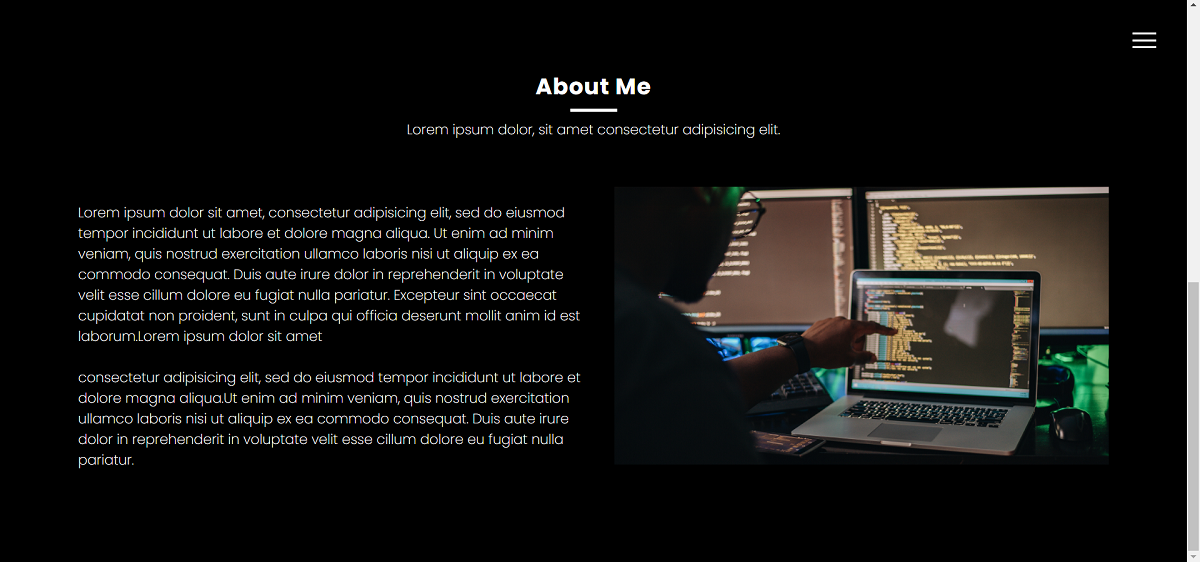 About Me
Lorem ipsum dolor, sit amet consectetur adipisicing elit.
Lorem ipsum dolor sit amet, consectetur adipisicing elit, sed do eiusmod
tempor incididunt ut labore et dolore magna aliqua. Ut enim ad minim
veniam, quis nostrud exercitation ullamco laboris nisi ut aliquip ex ea
commodo consequat. Duis aute irure dolor in reprehenderit in voluptate
velit esse cillum dolore eu fugiat nulla pariatur. Excepteur sint occaecat
cupidatat non proident, sunt in culpa qui officia deserunt mollit anim id est
laborum.Lorem ipsum dolor sit amet
consectetur adipisicing elit, sed do eiusmod tempor incididunt ut labore et
dolore magna aliqua.Ut enim ad minim veniam, quis nostrud exercitation
ullamco laboris nisi ut aliquip ex ea commodo consequat. Duis aute irure
dolor in reprehenderit in voluptate velit esse cillum dolore eu fugiat nulla
pariatur.